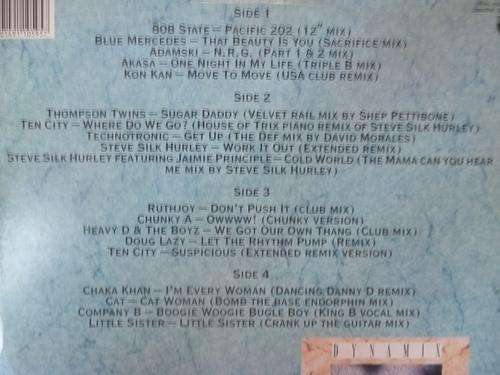 Side 1
808 State – Pacific 202 (12" mix)
Blue Mercedes – That Beauty Is You (Sacrifice mix)
Adamski – N.R.G. (Part 1 & 2 mix)
Akasa – One Night In My Life (Triple B mix)
Kon Kan – Move To Move (USA club remix)
Side 2
Thompson Twins – Sugar Daddy (Velvet rail mix by Shep Pettibone)
Ten City – Where Do We Go? (House of Trix piano remix of Steve Silk Hurley)
Technotronic – Get Up (The Def mix by David Morales)
Steve Silk Hurley – Work It Out (Extended remix)
Steve Silk Hurley featuring Jaimie Principle – Cold World (The Mama can you hear
me mix by Steve Silk Hurley)
Side 3
Ruthjoy – Don't Push It (club mix)
Chunky A – Owwww! (Chunky version)
Heavy D & The Boyz – We Got Our Own Thang (Club mix)
Doug Lazy – Let The Rhythm Pump (Remix)
Ten City – Suspicious (Extended remix version)
Side 4
Chaka Khan – I'm Every Woman (Dancing Danny D remix)
Cat – Cat Woman (Bomb the base endorphin mix)
Company B – Boogie Woogie Bugle Boy (King B vocal mix)
Little Sister – Little Sister (Crank up the guitar mix)
DYNAMIX